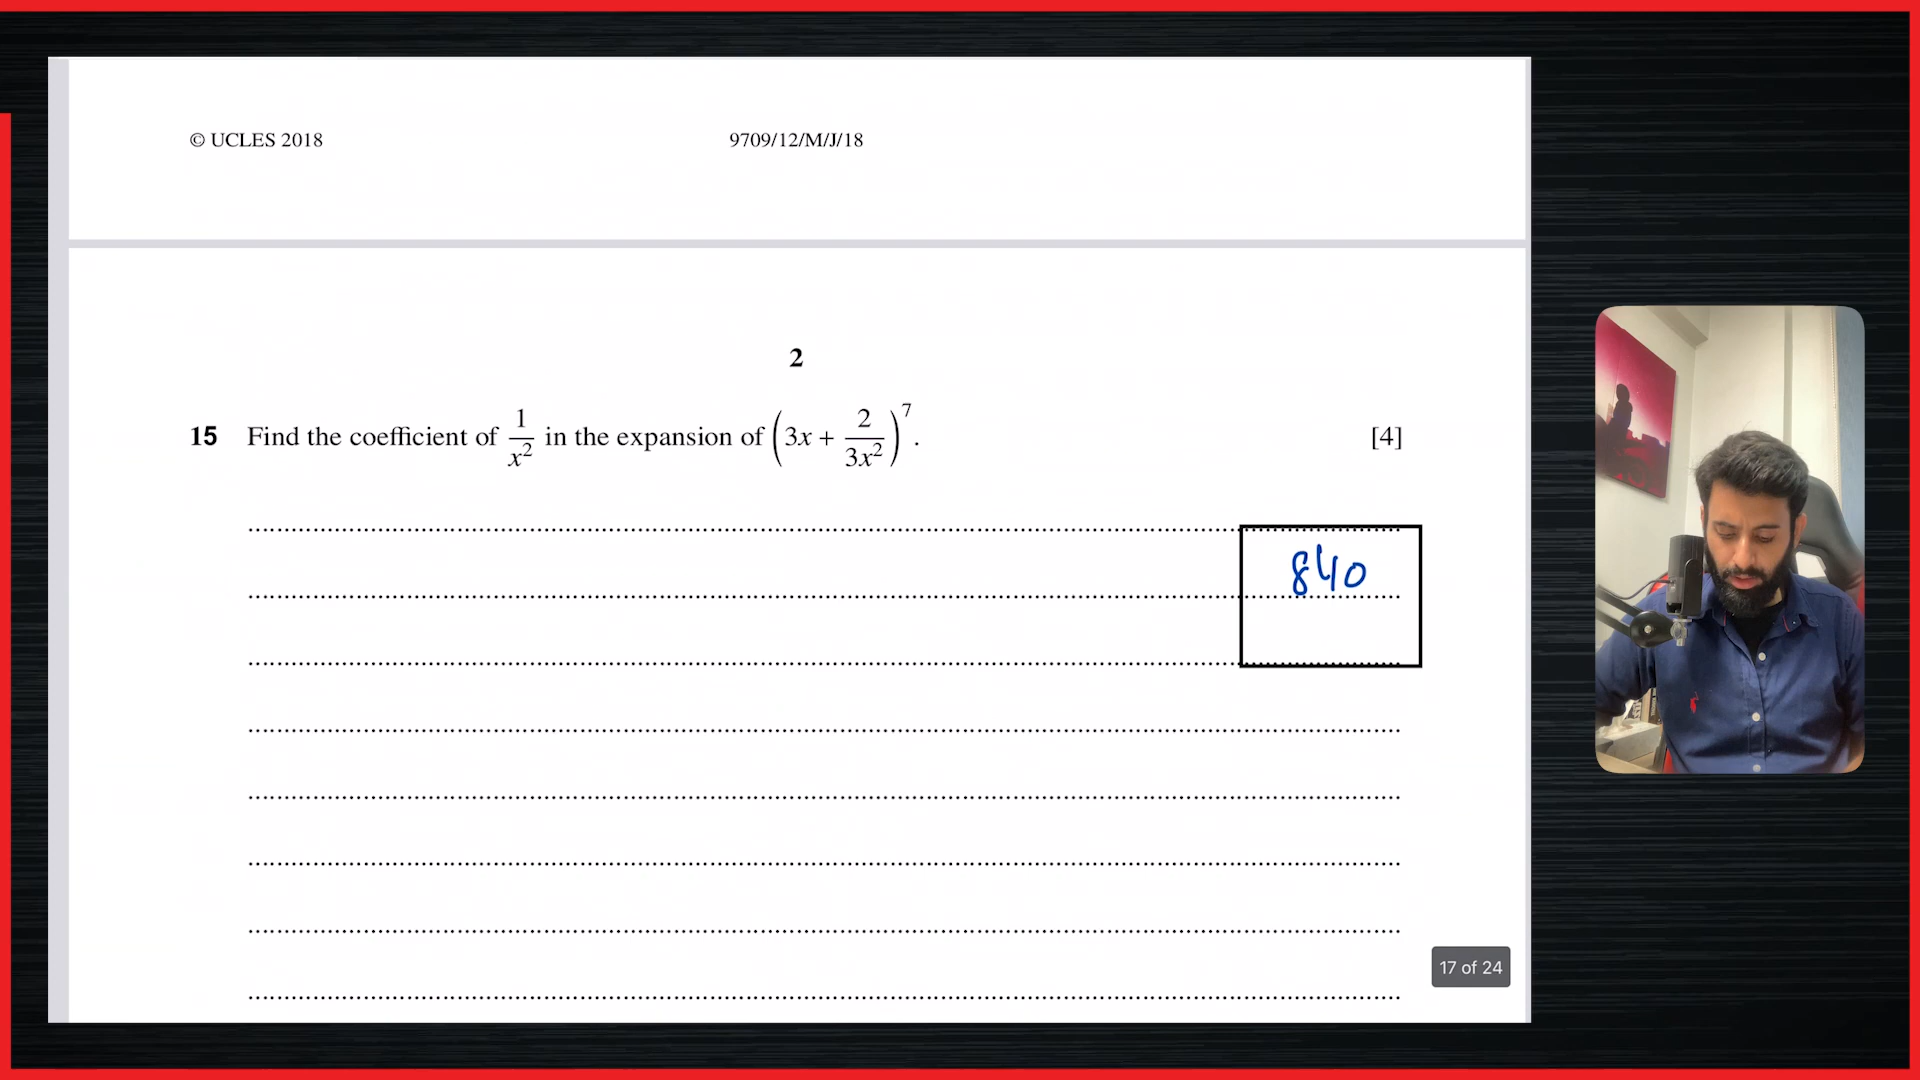 © UCLES 2018 9709/12/M/J/18
2
15 Find the coefficient of 1/x² in the expansion of (3x + 2/(3x²))⁷. [4]
840
17 of 24